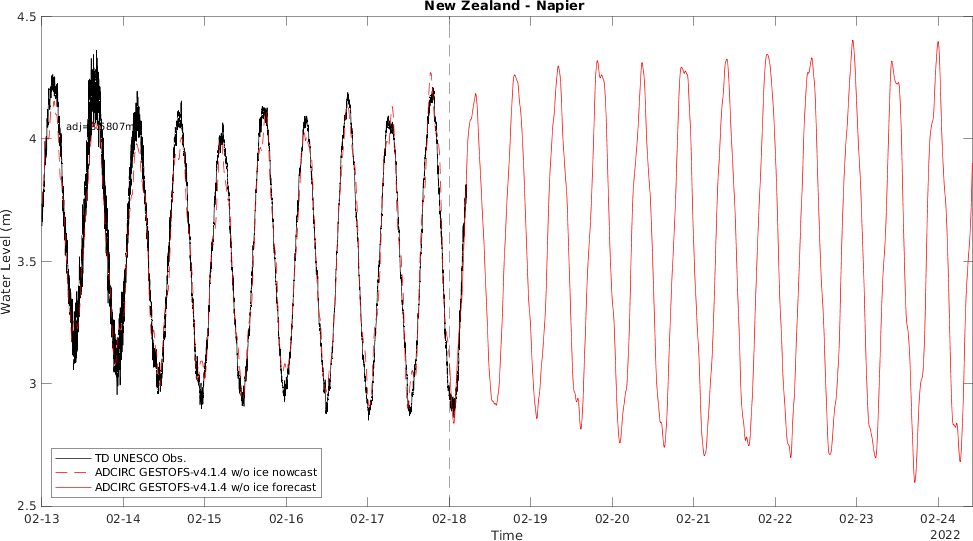 New Zealand - Napier
4.5
4
3.5
3
2.5
Water Level (m)
TD UNESCO Obs.
ADCIRC GESTOFS-v4.1.4 w/o ice nowcast
ADCIRC GESTOFS-v4.1.4 w/o ice forecast
02-13 02-14 02-15 02-16 02-17 02-18 02-19 02-20 02-21 02-22 02-23 02-24
2022
Time